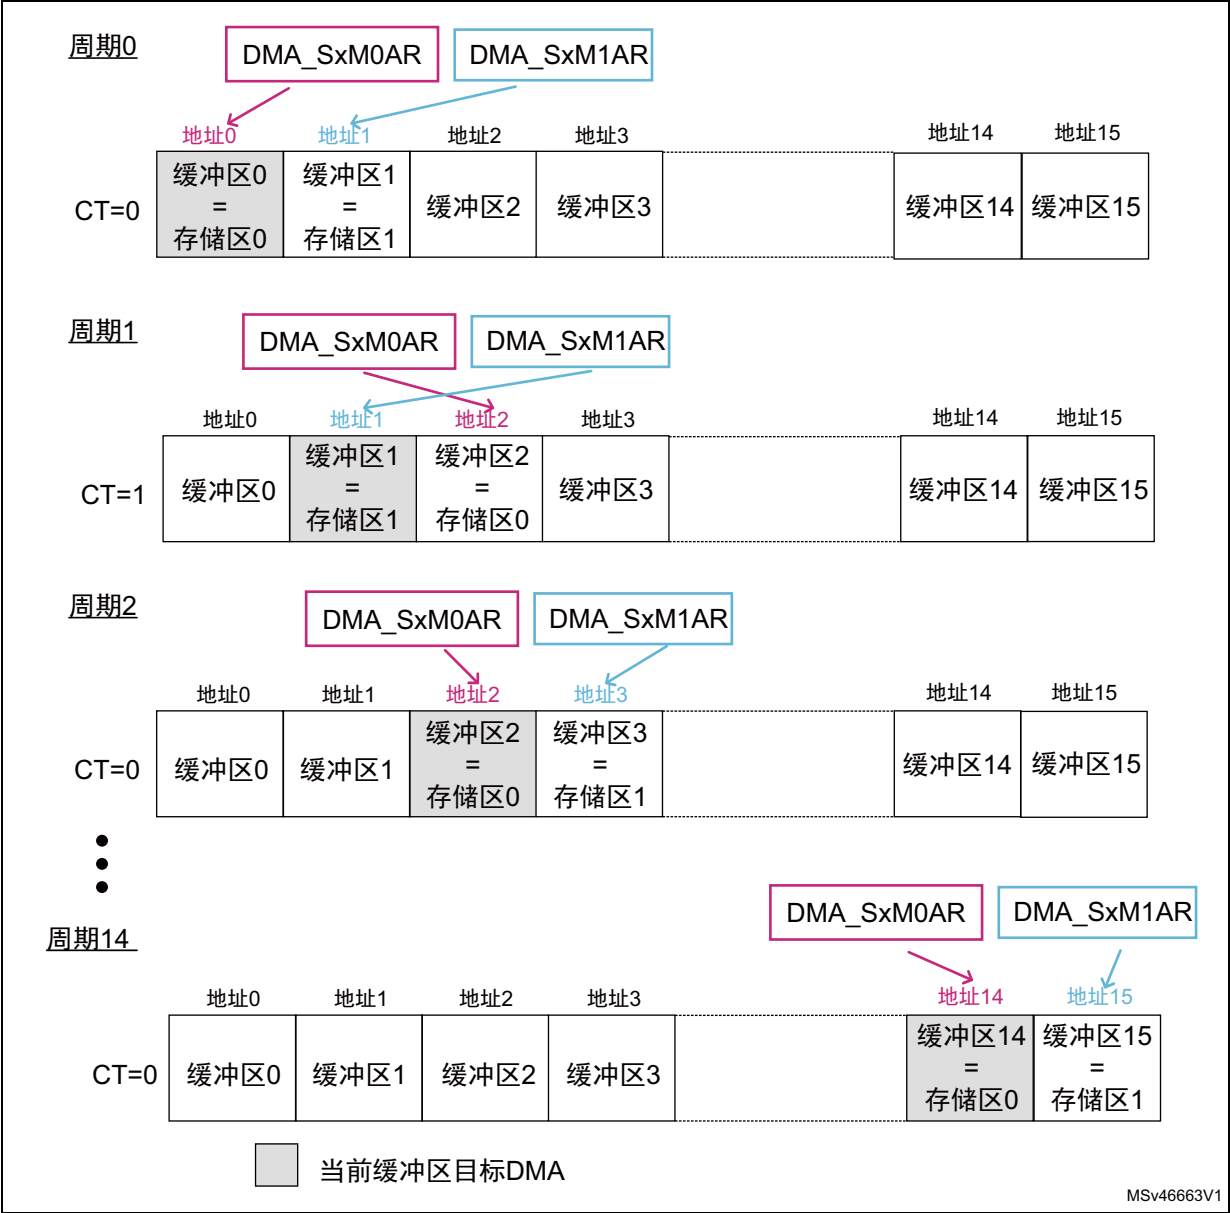 周期0
DMA_SxM0AR DMA_SxM1AR
地址0 地址1 地址2 地址3 地址14 地址15
CT=0
缓冲区0
=
存储区0
缓冲区1
=
存储区1
缓冲区2
缓冲区3
缓冲区14
缓冲区15
周期1
DMA_SxM0AR DMA_SxM1AR
地址0 地址1 地址2 地址3 地址14 地址15
CT=1
缓冲区0
缓冲区1
=
存储区1
缓冲区2
=
存储区0
缓冲区3
缓冲区14
缓冲区15
周期2
DMA_SxM0AR DMA_SxM1AR
地址0 地址1 地址2 地址3 地址14 地址15
CT=0
缓冲区0
缓冲区1
缓冲区2
=
存储区0
缓冲区3
=
存储区1
缓冲区14
缓冲区15
周期14
DMA_SxM0AR DMA_SxM1AR
地址0 地址1 地址2 地址3 地址14 地址15
CT=0
缓冲区0
缓冲区1
缓冲区2
缓冲区3
缓冲区14
=
存储区0
缓冲区15
=
存储区1
当前缓冲区目标DMA
MSv46663V1